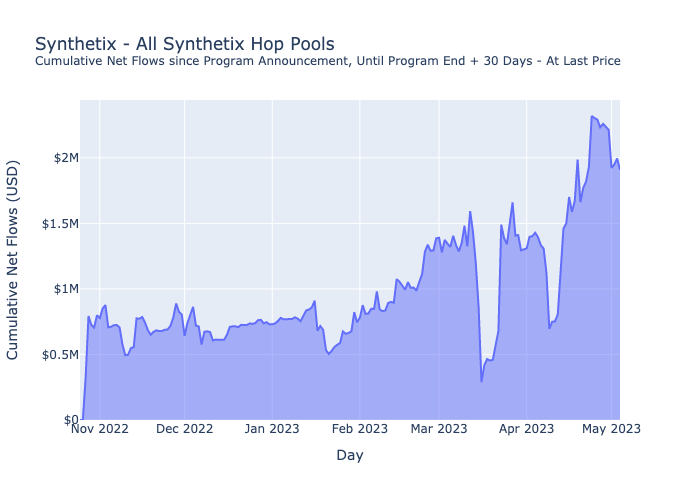 Synthetix - All Synthetix Hop Pools
Cumulative Net Flows since Program Announcement, Until Program End + 30 Days - At Last Price
Cumulative Net Flows (USD)
$2M
$1.5M
$1M
$0.5M
$0
Nov 2022 Dec 2022 Jan 2023 Feb 2023 Mar 2023 Apr 2023 May 2023
Day